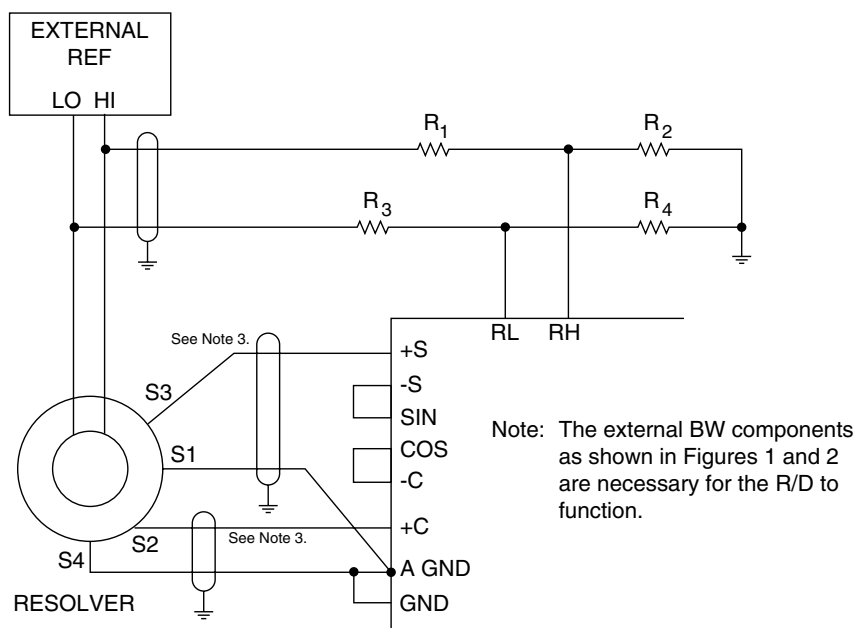 EXTERNAL
REF
LO HI
R1
R2
R3
R4
RL RH
See Note 3.
+S
S3
-S
SIN
Note: The external BW components
as shown in Figures 1 and 2
are necessary for the R/D to
function.
COS
S1
-C
+C
S2
See Note 3.
S4
A GND
GND
RESOLVER